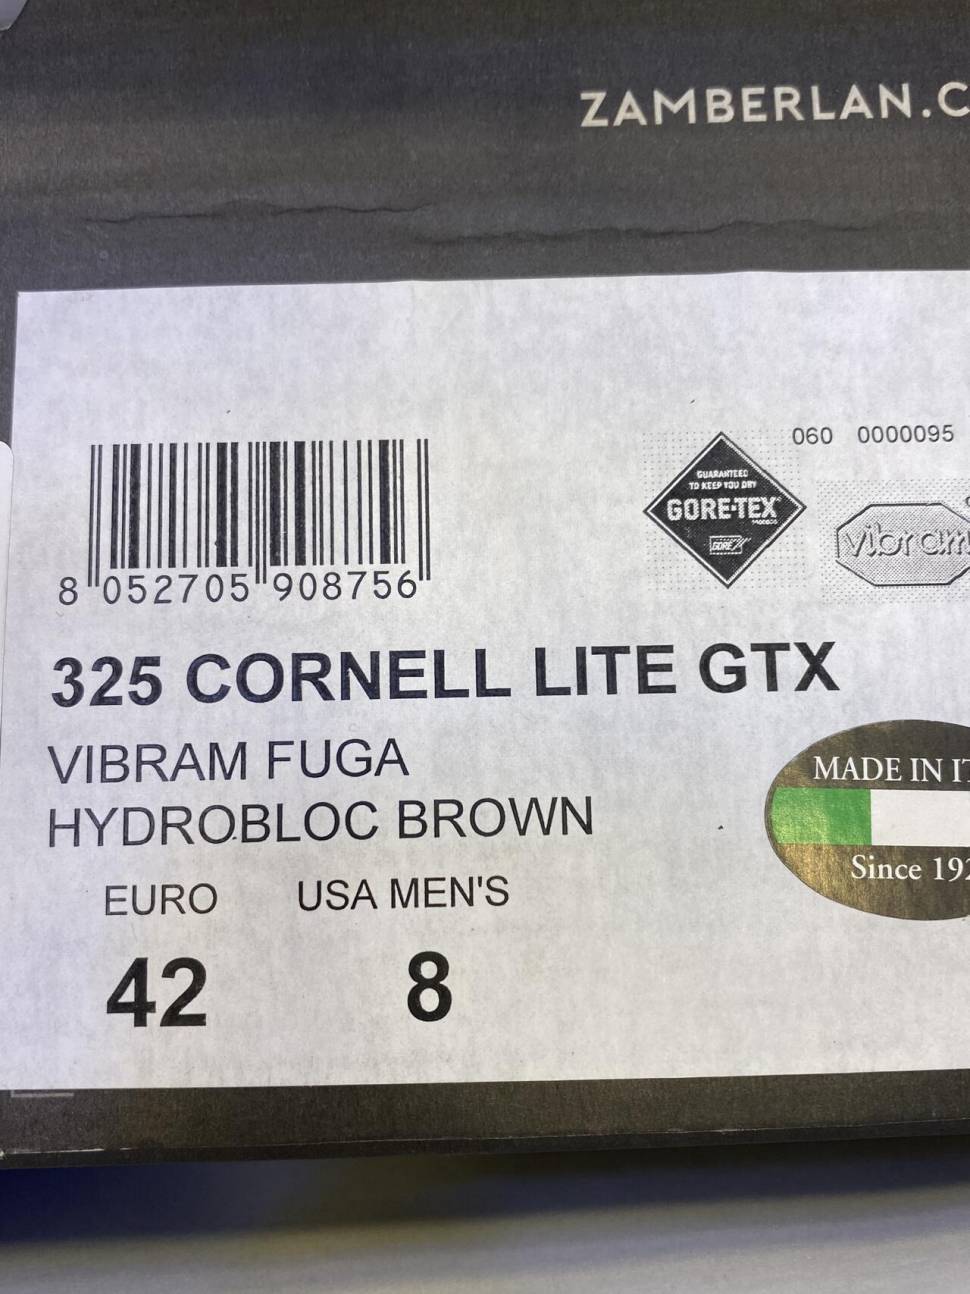 ZAMBERLAN.C
060 0000095
GUARANTEED
TO KEEP YOU DRY
GORE-TEX
GORE
vibram
8 052705 908756
325 CORNELL LITE GTX
VIBRAM FUGA
HYDROBLOC BROWN
MADE IN IT
Since 192
EURO USA MEN'S
42 8